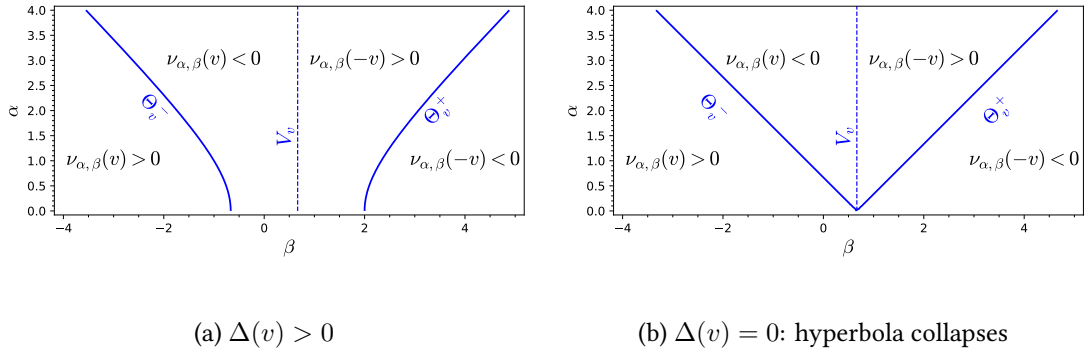 4.0
3.5
3.0
2.5
2.0
1.5
1.0
0.5
0.0
α
ν_{α,β}(v) < 0
ν_{α,β}(−v) > 0
Θ_v^−
V_v
Θ_v^+
ν_{α,β}(v) > 0
ν_{α,β}(−v) < 0
−4 −2 0 2 4
β
(a) Δ(v) > 0
4.0
3.5
3.0
2.5
2.0
1.5
1.0
0.5
0.0
α
ν_{α,β}(v) < 0
ν_{α,β}(−v) > 0
Θ_v^−
V_v
Θ_v^+
ν_{α,β}(v) > 0
ν_{α,β}(−v) < 0
−4 −2 0 2 4
β
(b) Δ(v) = 0: hyperbola collapses